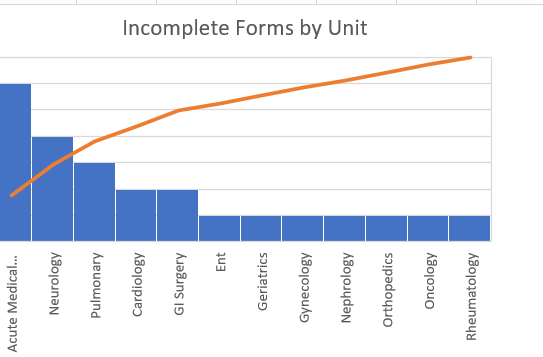 Incomplete Forms by Unit
Acute Medical...
Neurology
Pulmonary
Cardiology
GI Surgery
Ent
Geriatrics
Gynecology
Nephrology
Orthopedics
Oncology
Rheumatology